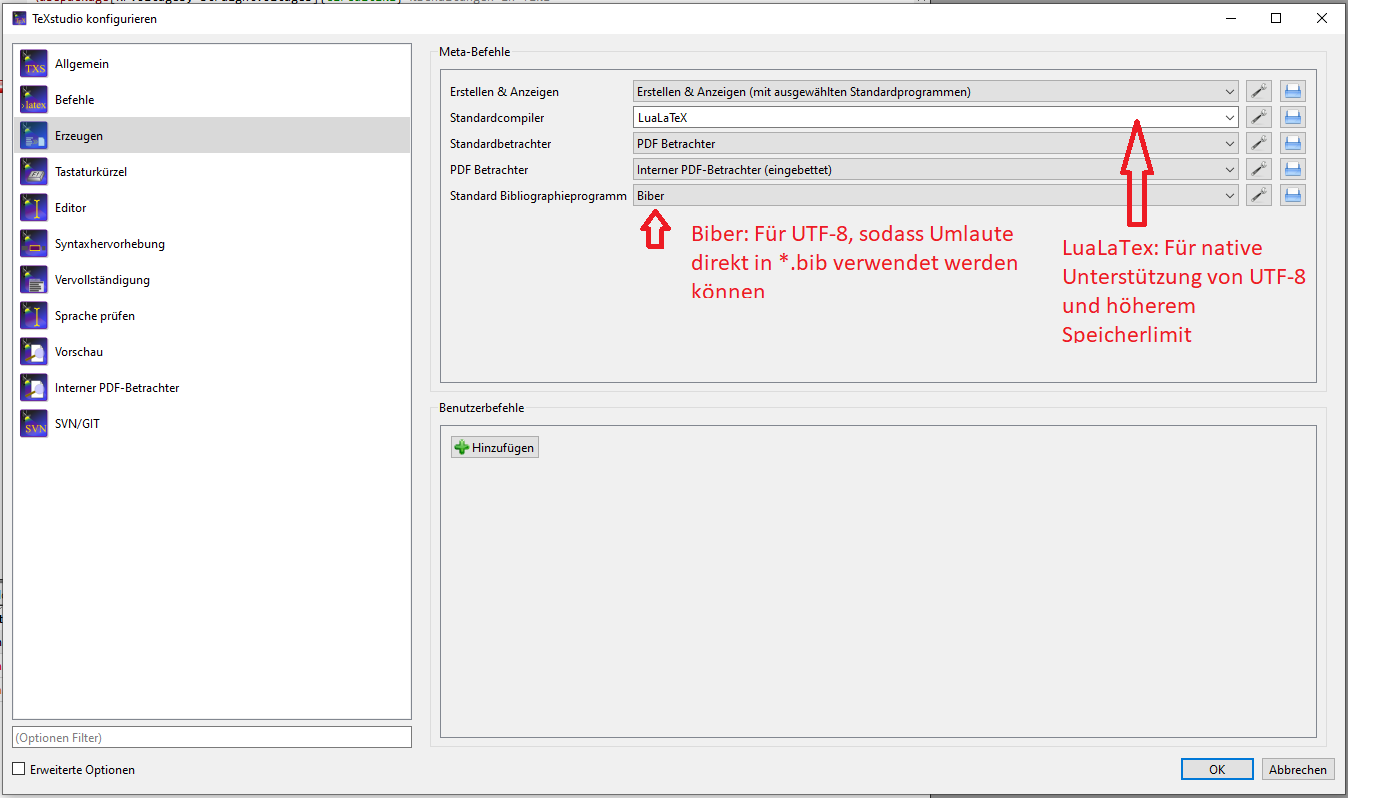 TeXstudio konfigurieren
Allgemein
Befehle
Erzeugen
Tastaturkürzel
Editor
Syntaxhervorhebung
Vervollständigung
Sprache prüfen
Vorschau
Interner PDF-Betrachter
SVN/GIT
(Optionen Filter)
Erweiterte Optionen
Meta-Befehle
Erstellen & Anzeigen Erstellen & Anzeigen (mit ausgewählten Standardprogrammen)
Standardcompiler LuaLaTeX
Standardbetrachter PDF Betrachter
PDF Betrachter Interner PDF-Betrachter (eingebettet)
Standard Bibliographieprogramm Biber
Biber: Für UTF-8, sodass Umlaute
direkt in *.bib verwendet werden
können
LuaLaTex: Für native
Unterstützung von UTF-8
und höherem
Speicherlimit
Benutzerbefehle
Hinzufügen
OK Abbrechen